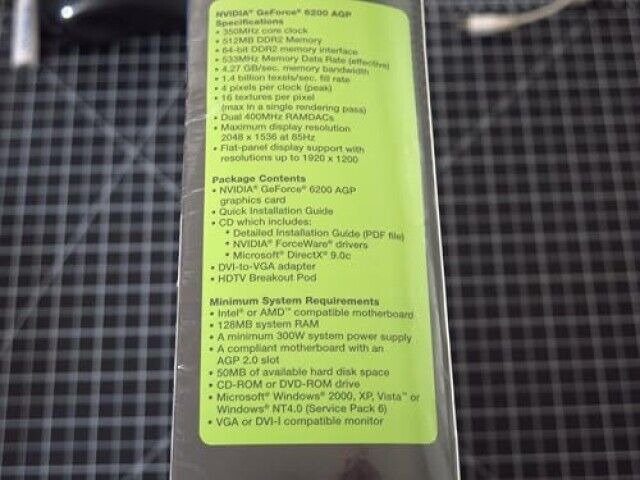 NVIDIA® GeForce® 6200 AGP
Specifications
• 350MHz core clock
• 512MB DDR2 Memory
• 64-bit DDR2 memory interface
• 533MHz Memory Data Rate (effective)
• 4.27 GB/sec. memory bandwidth
• 1.4 billion texels/sec. fill rate
• 4 pixels per clock (peak)
• 16 textures per pixel
(max in a single rendering pass)
• Dual 400MHz RAMDACs
• Maximum display resolution
2048 x 1536 at 85Hz
• Flat-panel display support with
resolutions up to 1920 x 1200
Package Contents
• NVIDIA® GeForce® 6200 AGP
graphics card
• Quick Installation Guide
• CD which includes:
• Detailed Installation Guide (PDF file)
• NVIDIA® ForceWare® drivers
• Microsoft® DirectX® 9.0c
• DVI-to-VGA adapter
• HDTV Breakout Pod
Minimum System Requirements
• Intel® or AMD™ compatible motherboard
• 128MB system RAM
• A minimum 300W system power supply
• A compliant motherboard with an
AGP 2.0 slot
• 50MB of available hard disk space
• CD-ROM or DVD-ROM drive
• Microsoft® Windows® 2000, XP, Vista™ or
Windows® NT4.0 (Service Pack 6)
• VGA or DVI-I compatible monitor